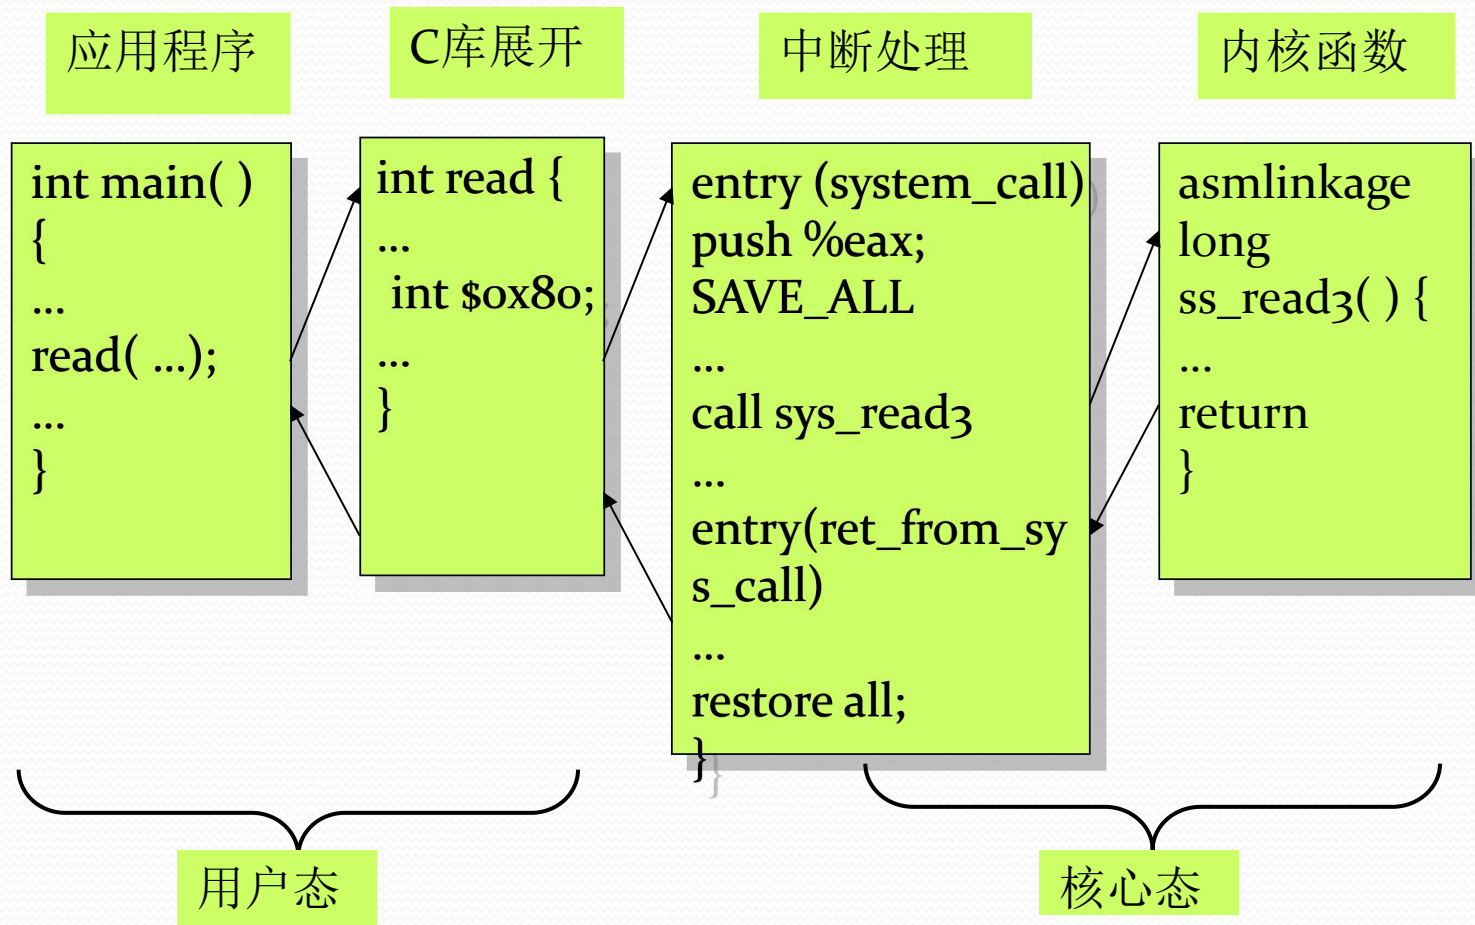 应用程序
C库展开
中断处理
内核函数
int main( )
{
...
read( ...);
...
}
int read {
...
int $0x80;
...
}
entry (system_call)
push %eax;
SAVE_ALL
...
call sys_read3
...
entry(ret_from_sy
s_call)
...
restore all;
}
asmlinkage
long
ss_read3( ) {
...
return
}
用户态
核心态